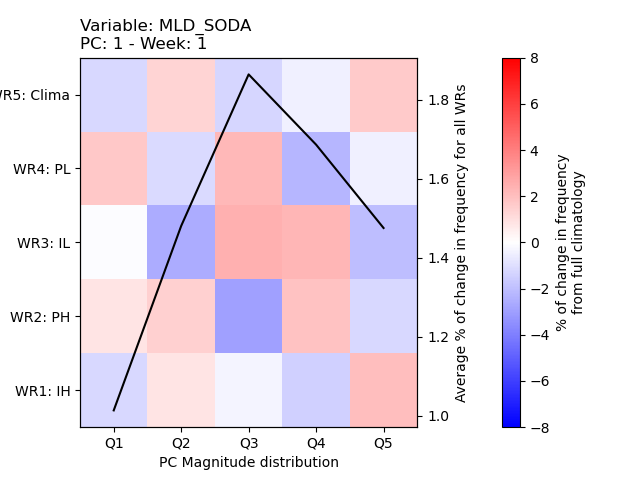 Variable: MLD_SODA
PC: 1 - Week: 1
WR5: Clima
WR4: PL
WR3: IL
WR2: PH
WR1: IH
Q1 Q2 Q3 Q4 Q5
PC Magnitude distribution
1.8
1.6
1.4
1.2
1.0
Average % of change in frequency for all WRs
8
6
4
2
0
−2
−4
−6
−8
% of change in frequency
from full climatology